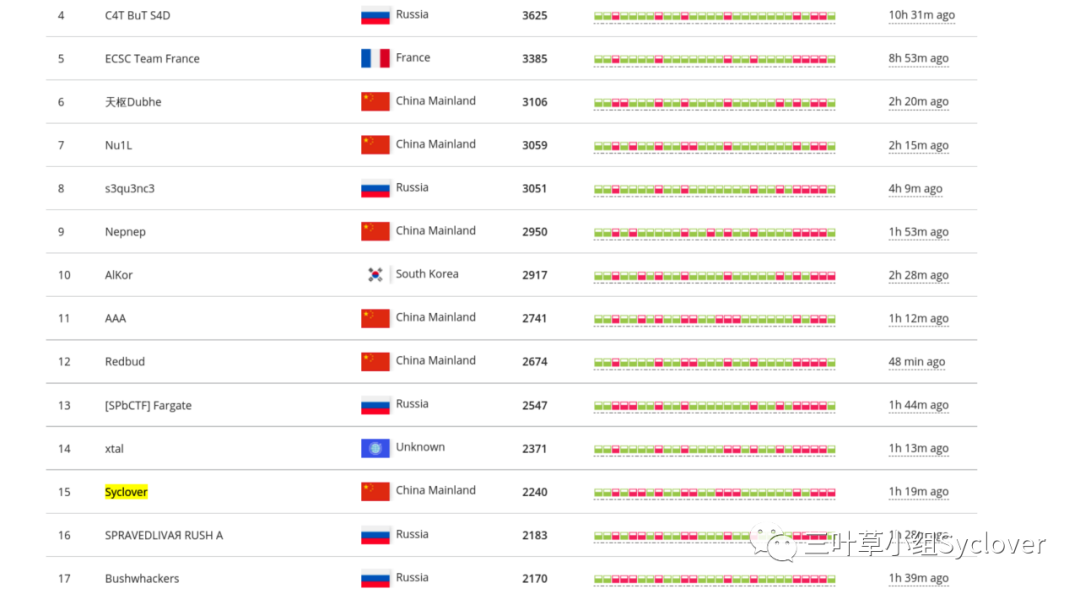 4 C4T BuT S4D Russia 3625 10h 31m ago
5 ECSC Team France France 3385 8h 53m ago
6 天枢Dubhe China Mainland 3106 2h 20m ago
7 Nu1L China Mainland 3059 2h 15m ago
8 s3qu3nc3 Russia 3051 4h 9m ago
9 Nepnep China Mainland 2950 1h 53m ago
10 AlKor South Korea 2917 2h 28m ago
11 AAA China Mainland 2741 1h 12m ago
12 Redbud China Mainland 2674 48 min ago
13 [SPbCTF] Fargate Russia 2547 1h 44m ago
14 xtal Unknown 2371 1h 13m ago
15 Syclover China Mainland 2240 1h 19m ago
16 SPRAVEDLIVAЯ RUSH A Russia 2183
三叶草小组Syclover
17 Bushwhackers Russia 2170 1h 39m ago